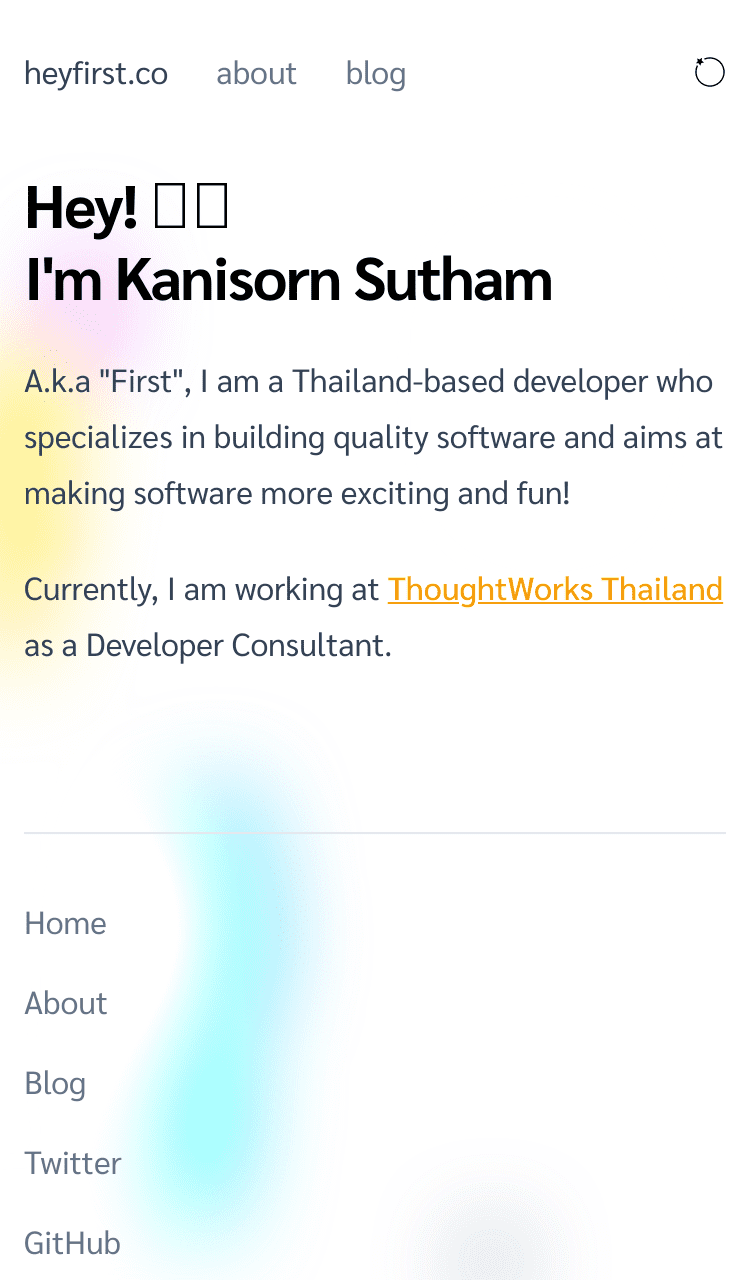 heyfirst.co about blog
Hey!
I'm Kanisorn Sutham
A.k.a "First", I am a Thailand-based developer who
specializes in building quality software and aims at
making software more exciting and fun!
Currently, I am working at ThoughtWorks Thailand
as a Developer Consultant.
Home
About
Blog
Twitter
GitHub